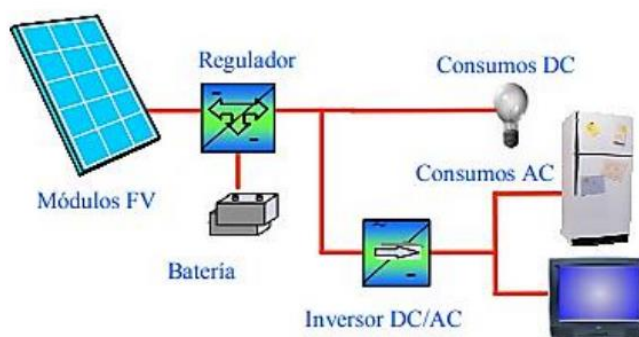 Regulador
Consumos DC
Consumos AC
Módulos FV
Batería
Inversor DC/AC